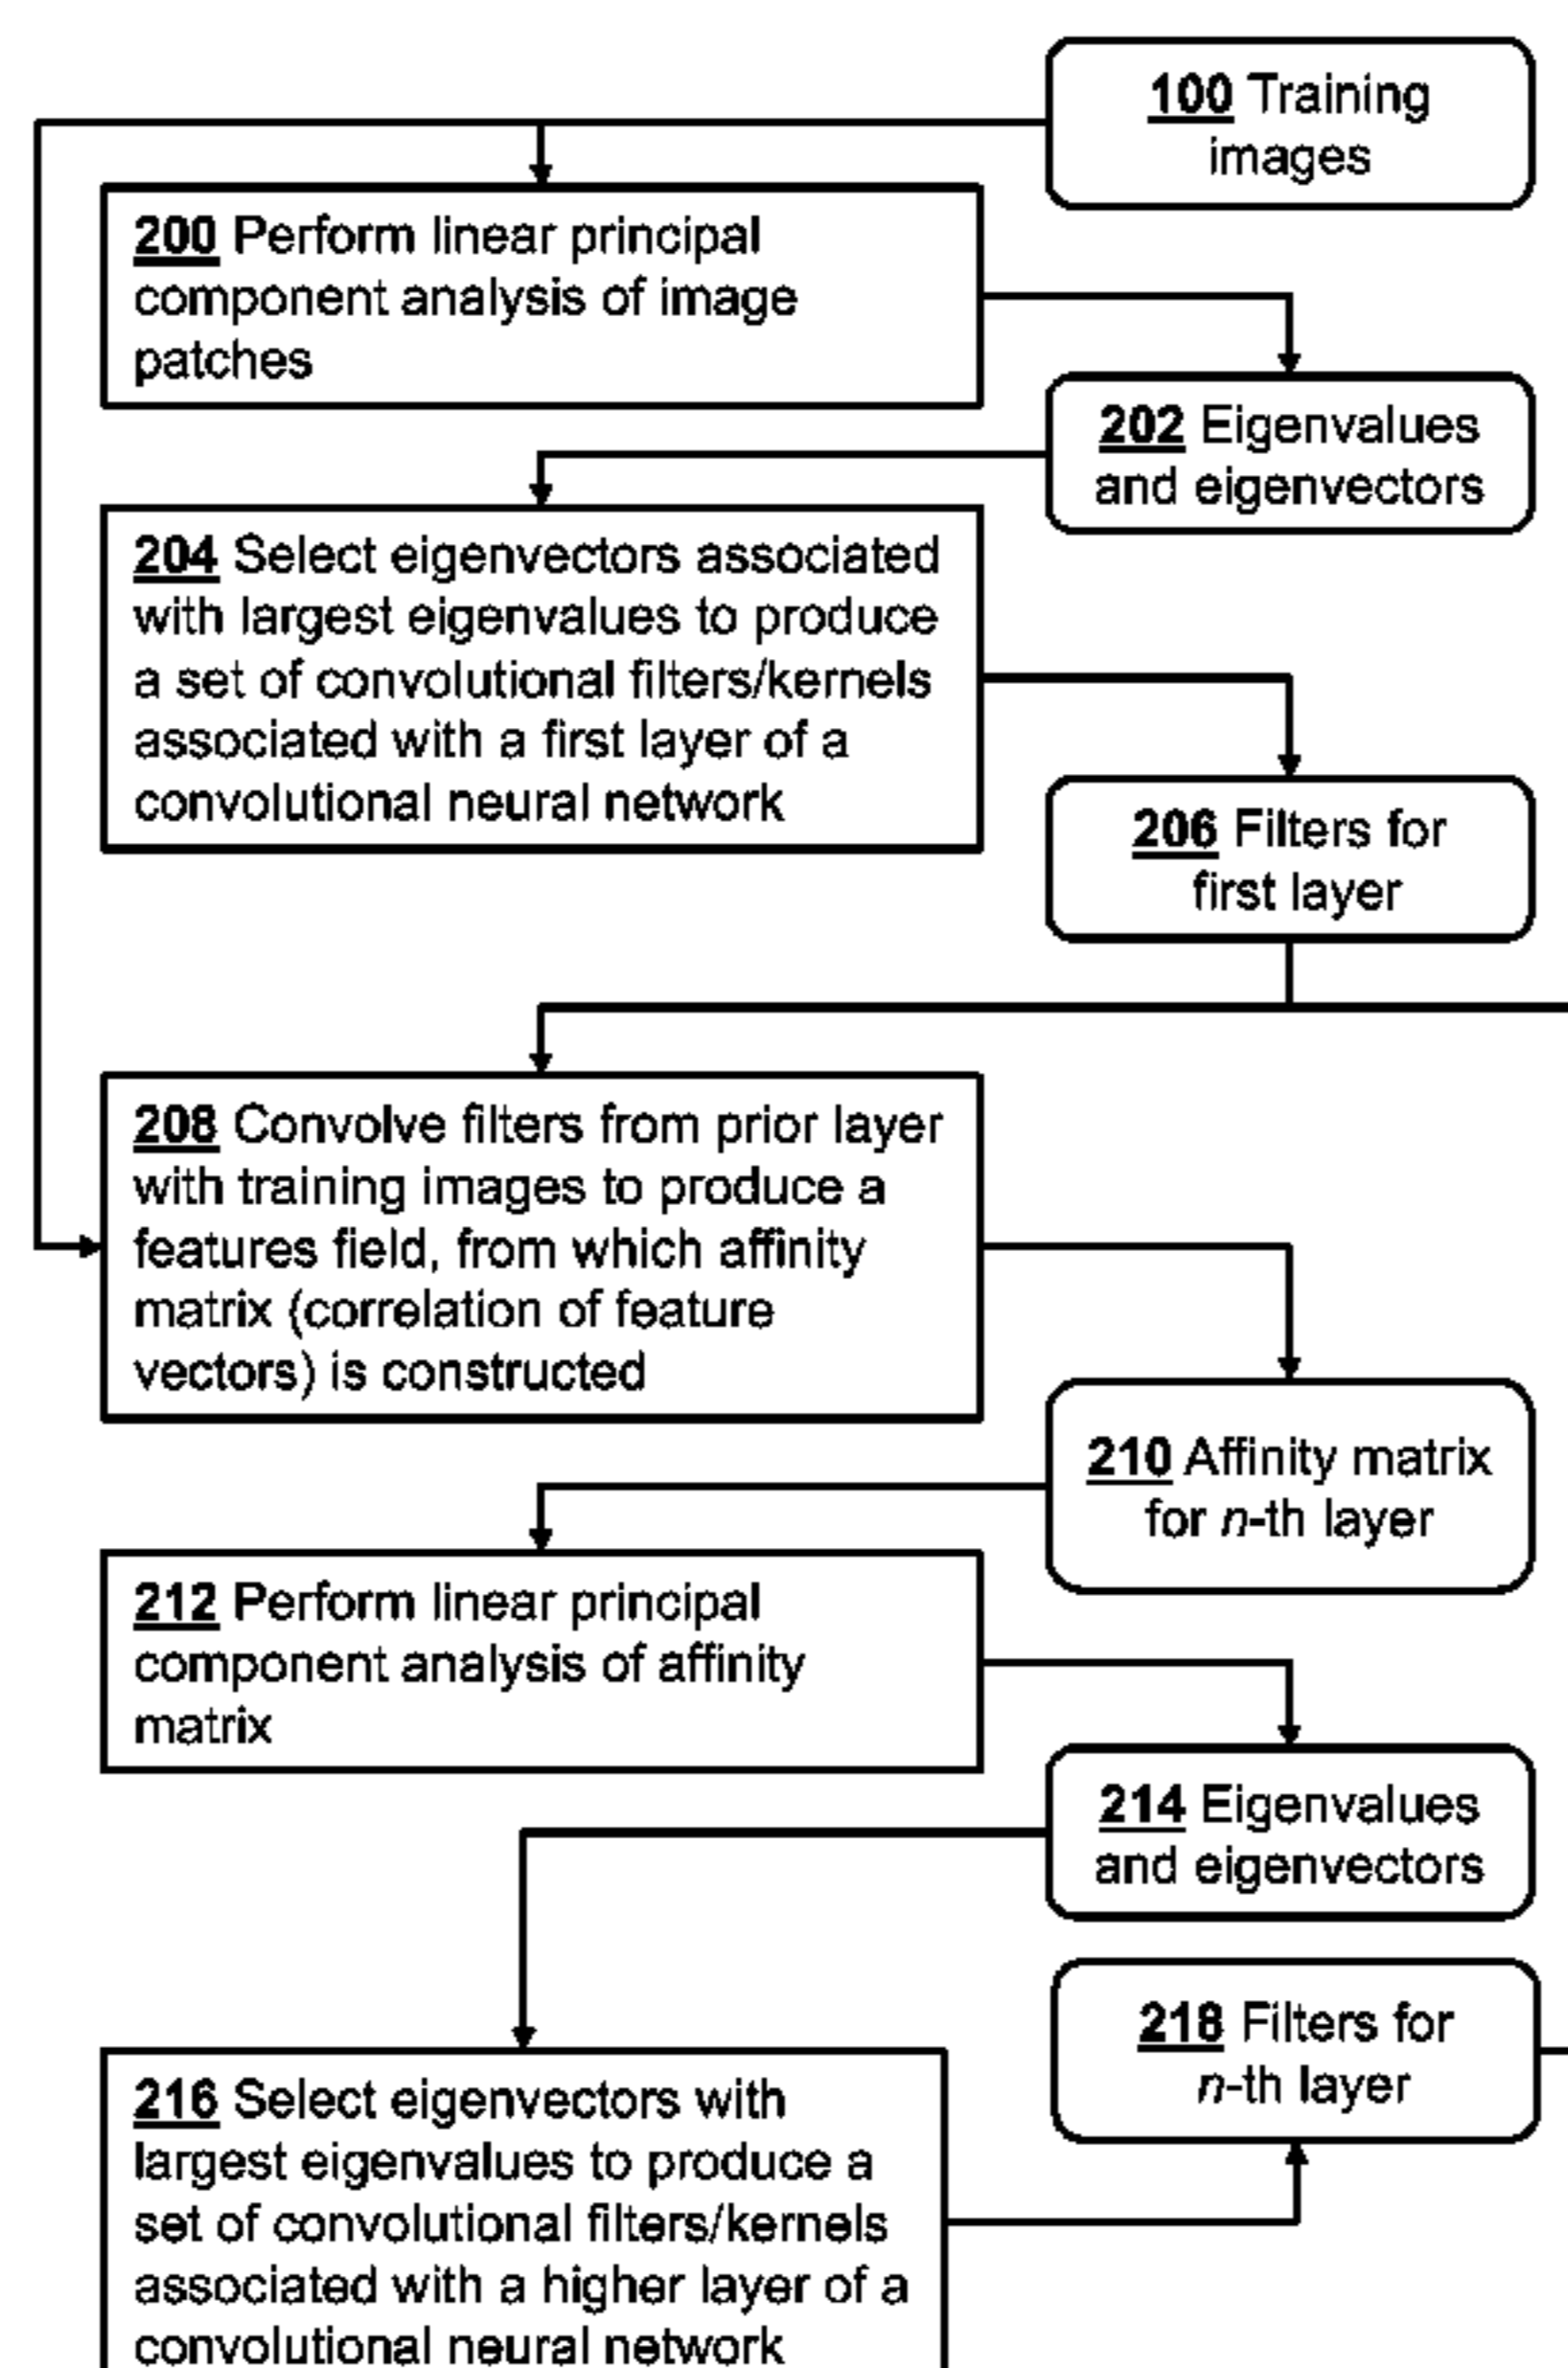 100 Training
images
200 Perform linear principal
component analysis of image
patches
202 Eigenvalues
and eigenvectors
204 Select eigenvectors associated
with largest eigenvalues to produce
a set of convolutional filters/kernels
associated with a first layer of a
convolutional neural network
206 Filters for
first layer
208 Convolve filters from prior layer
with training images to produce a
features field, from which affinity
matrix (correlation of feature
vectors) is constructed
210 Affinity matrix
for n-th layer
212 Perform linear principal
component analysis of affinity
matrix
214 Eigenvalues
and eigenvectors
216 Select eigenvectors with
largest eigenvalues to produce a
set of convolutional filters/kernels
associated with a higher layer of a
convolutional neural network
218 Filters for
n-th layer